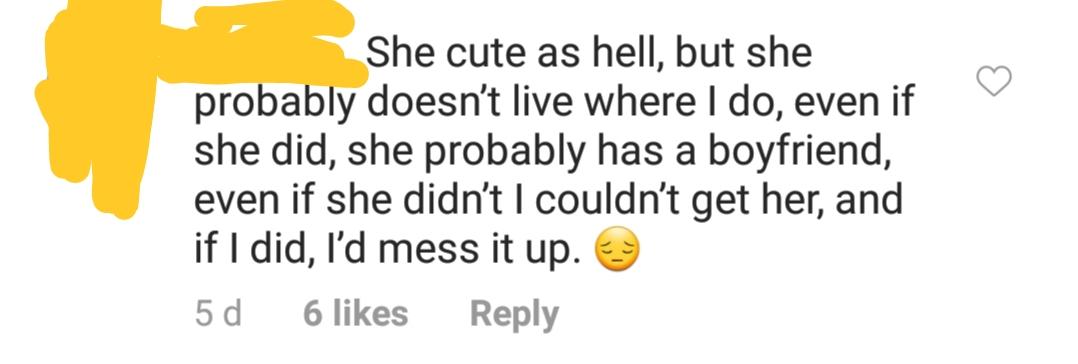 She cute as hell, but she
probably doesn't live where I do, even if
she did, she probably has a boyfriend,
even if she didn't I couldn't get her, and
if I did, I'd mess it up. 😔
5 d 6 likes Reply